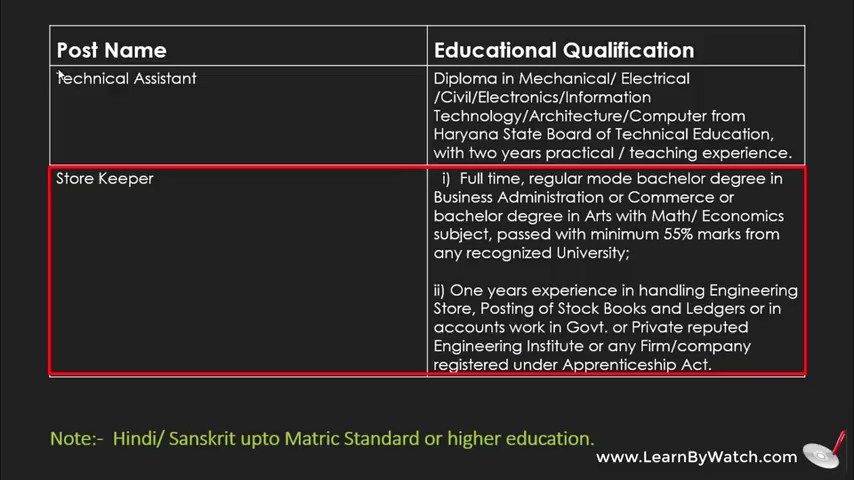 Post Name
Educational Qualification
Technical Assistant
Diploma in Mechanical/ Electrical
/Civil/Electronics/Information
Technology/Architecture/Computer from
Haryana State Board of Technical Education,
with two years practical / teaching experience.
Store Keeper
i) Full time, regular mode bachelor degree in
Business Administration or Commerce or
bachelor degree in Arts with Math/ Economics
subject, passed with minimum 55% marks from
any recognized University;
ii) One years experience in handling Engineering
Store, Posting of Stock Books and Ledgers or in
accounts work in Govt. or Private reputed
Engineering Institute or any Firm/company
registered under Apprenticeship Act.
Note:- Hindi/ Sanskrit upto Matric Standard or higher education.
www.LearnByWatch.com